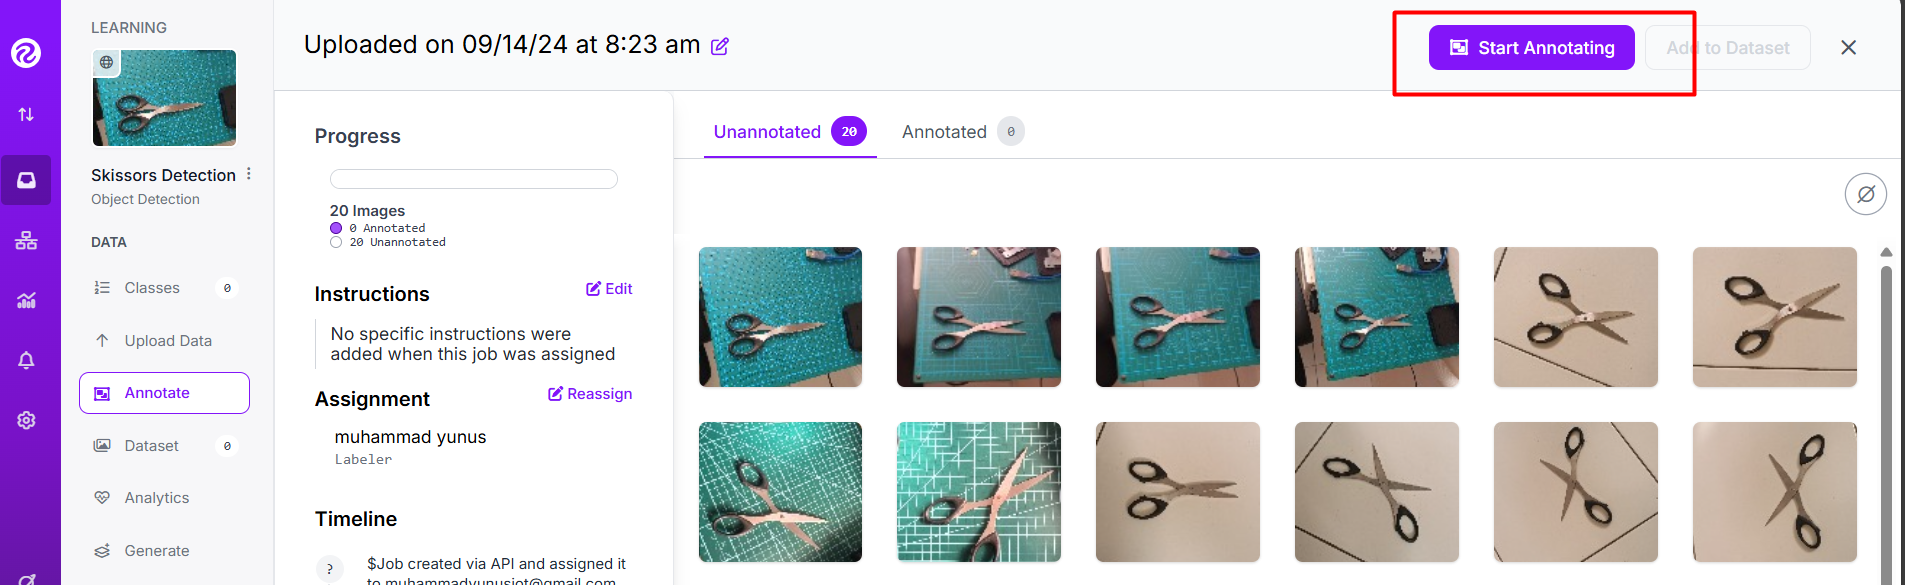 LEARNING
Skissors Detection
Object Detection
DATA
Classes 0
Upload Data
Annotate
Dataset 0
Analytics
Generate
Uploaded on 09/14/24 at 8:23 am
Start Annotating
Add to Dataset
Progress
20 Images
0 Annotated
20 Unannotated
Instructions
Edit
No specific instructions were
added when this job was assigned
Assignment
Reassign
muhammad yunus
Labeler
Timeline
?
$Job created via API and assigned it
to muhammadyunusiot@gmail.com
Unannotated 20
Annotated 0